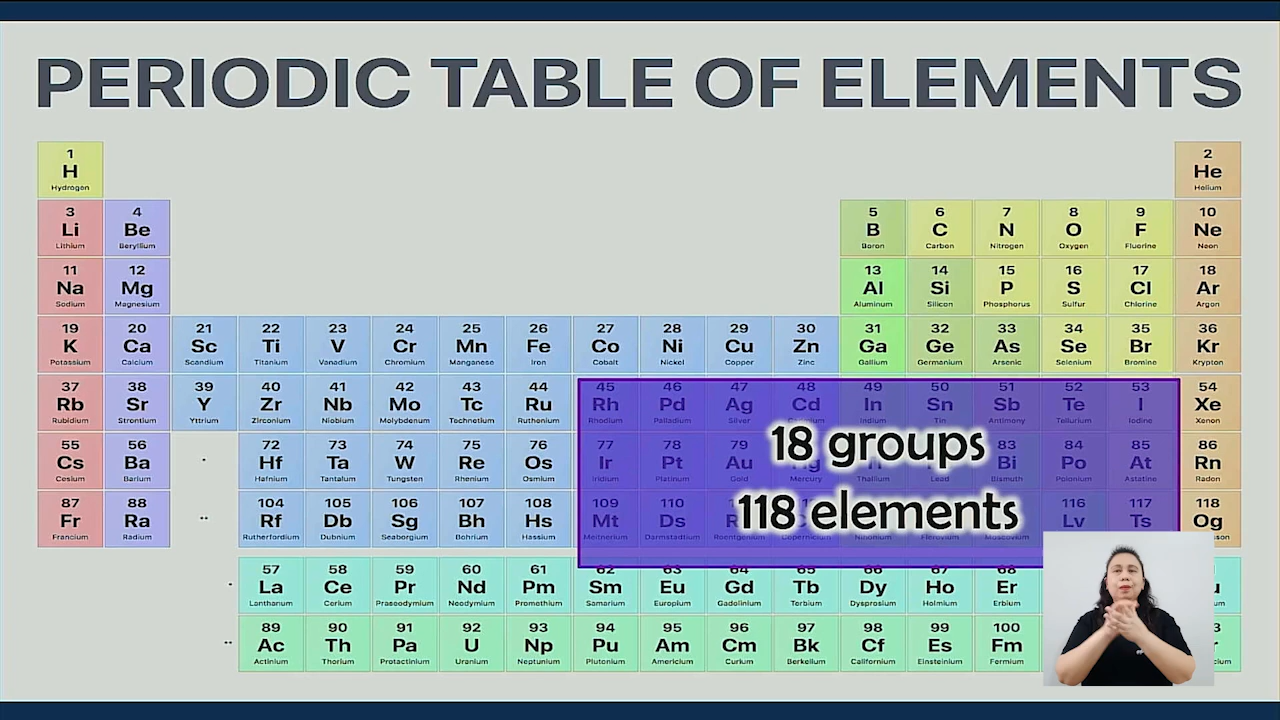 PERIODIC TABLE OF ELEMENTS
1 2
H He
Hydrogen Helium
3 4 5 6 7 8 9 10
Li Be B C N O F Ne
Lithium Beryllium Boron Carbon Nitrogen Oxygen Fluorine Neon
11 12 13 14 15 16 17 18
Na Mg Al Si P S Cl Ar
Sodium Magnesium Aluminum Silicon Phosphorus Sulfur Chlorine Argon
19 20 21 22 23 24 25 26 27 28 29 30 31 32 33 34 35 36
K Ca Sc Ti V Cr Mn Fe Co Ni Cu Zn Ga Ge As Se Br Kr
Potassium Calcium Scandium Titanium Vanadium Chromium Manganese Iron Cobalt Nickel Copper Zinc Gallium Germanium Arsenic Selenium Bromine Krypton
37 38 39 40 41 42 43 44 45 46 47 48 49 50 51 52 53 54
Rb Sr Y Zr Nb Mo Tc Ru Rh Pd Ag Cd In Sn Sb Te I Xe
Rubidium Strontium Yttrium Zirconium Niobium Molybdenum Technetium Ruthenium Rhodium Palladium Silver Indium Tin Antimony Tellurium Iodine Xenon
18 groups
55 56 72 73 74 75 76 77 78 79 83 84 85 86
Cs Ba Hf Ta W Re Os Ir Pt Au Bi Po At Rn
Cesium Barium Hafnium Tantalum Tungsten Rhenium Osmium Iridium Platinum Gold Mercury Lead Bismuth Polonium Astatine Radon
118 elements
87 88 104 105 106 107 108 109 110 116 117 118
Fr Ra Rf Db Sg Bh Hs Mt Ds Lv Ts Og
Francium Radium Rutherfordium Dubnium Seaborgium Bohrium Hassium Meitnerium Darmstadtium Roentgenium Copernicium Nihonium Flerovium Moscovium
57 58 59 60 61 62 63 64 65 66 67 68
La Ce Pr Nd Pm Sm Eu Gd Tb Dy Ho Er
Lanthanum Cerium Praseodymium Neodymium Promethium Samarium Europium Gadolinium Terbium Dysprosium Holmium Erbium
89 90 91 92 93 94 95 96 97 98 99 100
Ac Th Pa U Np Pu Am Cm Bk Cf Es Fm
Actinium Thorium Protactinium Uranium Neptunium Plutonium Americium Curium Berkelium Californium Einsteinium Fermium